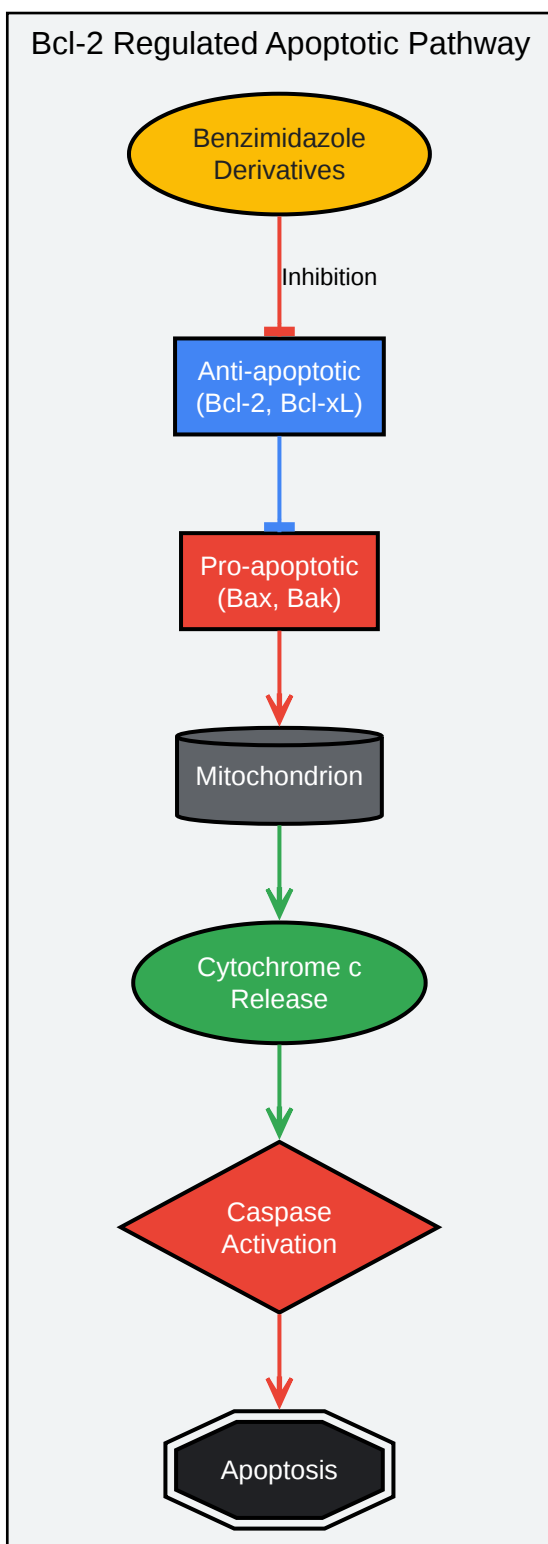 Bcl-2 Regulated Apoptotic Pathway
Benzimidazole
Derivatives
Inhibition
Anti-apoptotic
(Bcl-2, Bcl-xL)
Pro-apoptotic
(Bax, Bak)
Mitochondrion
Cytochrome c
Release
Caspase
Activation
Apoptosis